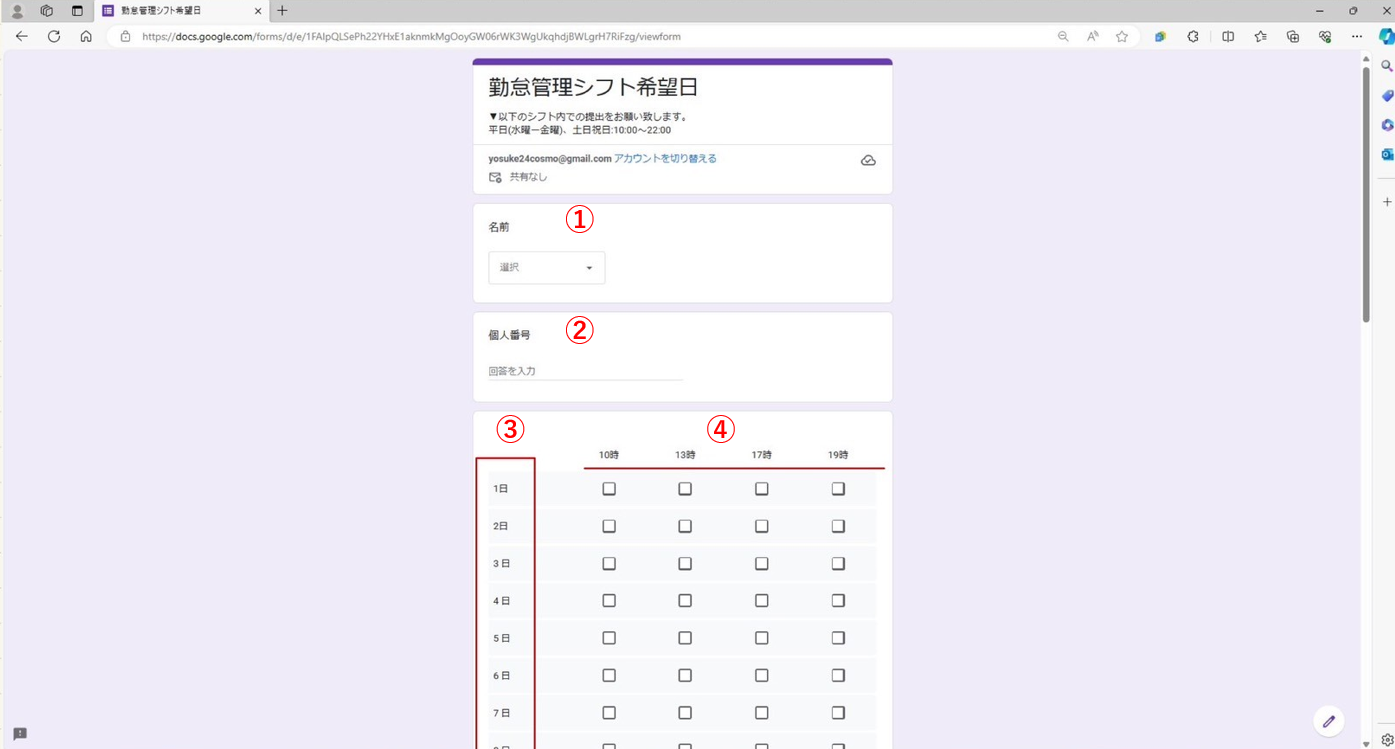 勤怠管理シフト希望日
https://docs.google.com/forms/d/e/1FAIpQLSePh22YHxE1aknmkMgOoyGW06rWK3WgUkqhdjBWLgrH7RiFzg/viewform
勤怠管理シフト希望日
▼以下のシフト内での提出をお願い致します。
平日(水曜ー金曜)、土日祝日:10:00～22:00
yosuke24cosmo@gmail.com アカウントを切り替える
共有なし
名前 ①
選択
個人番号 ②
回答を入力
③ ④
10時 13時 17時 19時
1日
2日
3日
4日
5日
6日
7日